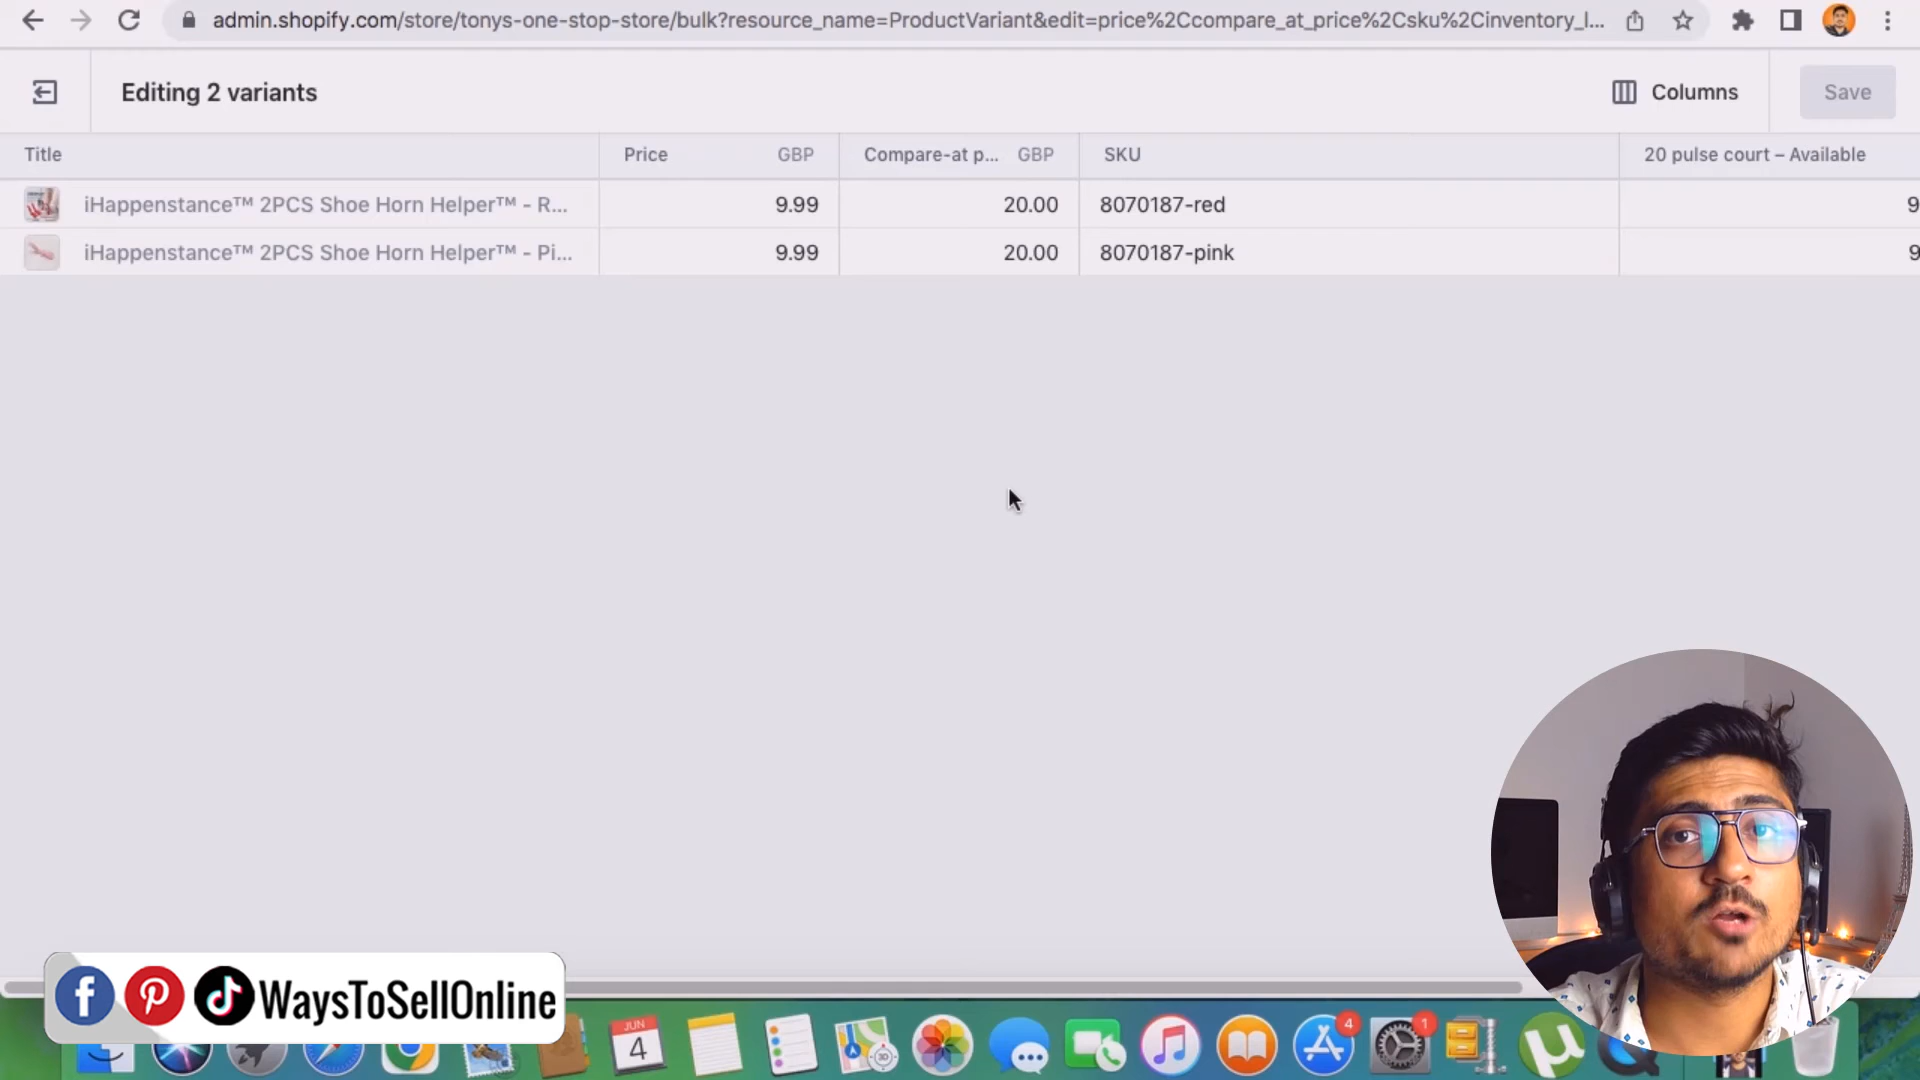 admin.shopify.com/store/tonys-one-stop-store/bulk?resource_name=ProductVariant&edit=price%2Ccompare_at_price%2Csku%2Cinventory_l...
Editing 2 variants
Columns
Save
Title
Price GBP
Compare-at p... GBP
SKU
20 pulse court – Available
iHappenstance™ 2PCS Shoe Horn Helper™ - R... 9.99 20.00 8070187-red 9
iHappenstance™ 2PCS Shoe Horn Helper™ - Pi... 9.99 20.00 8070187-pink 9
WaysToSellOnline
JUN
4
3D
4
1